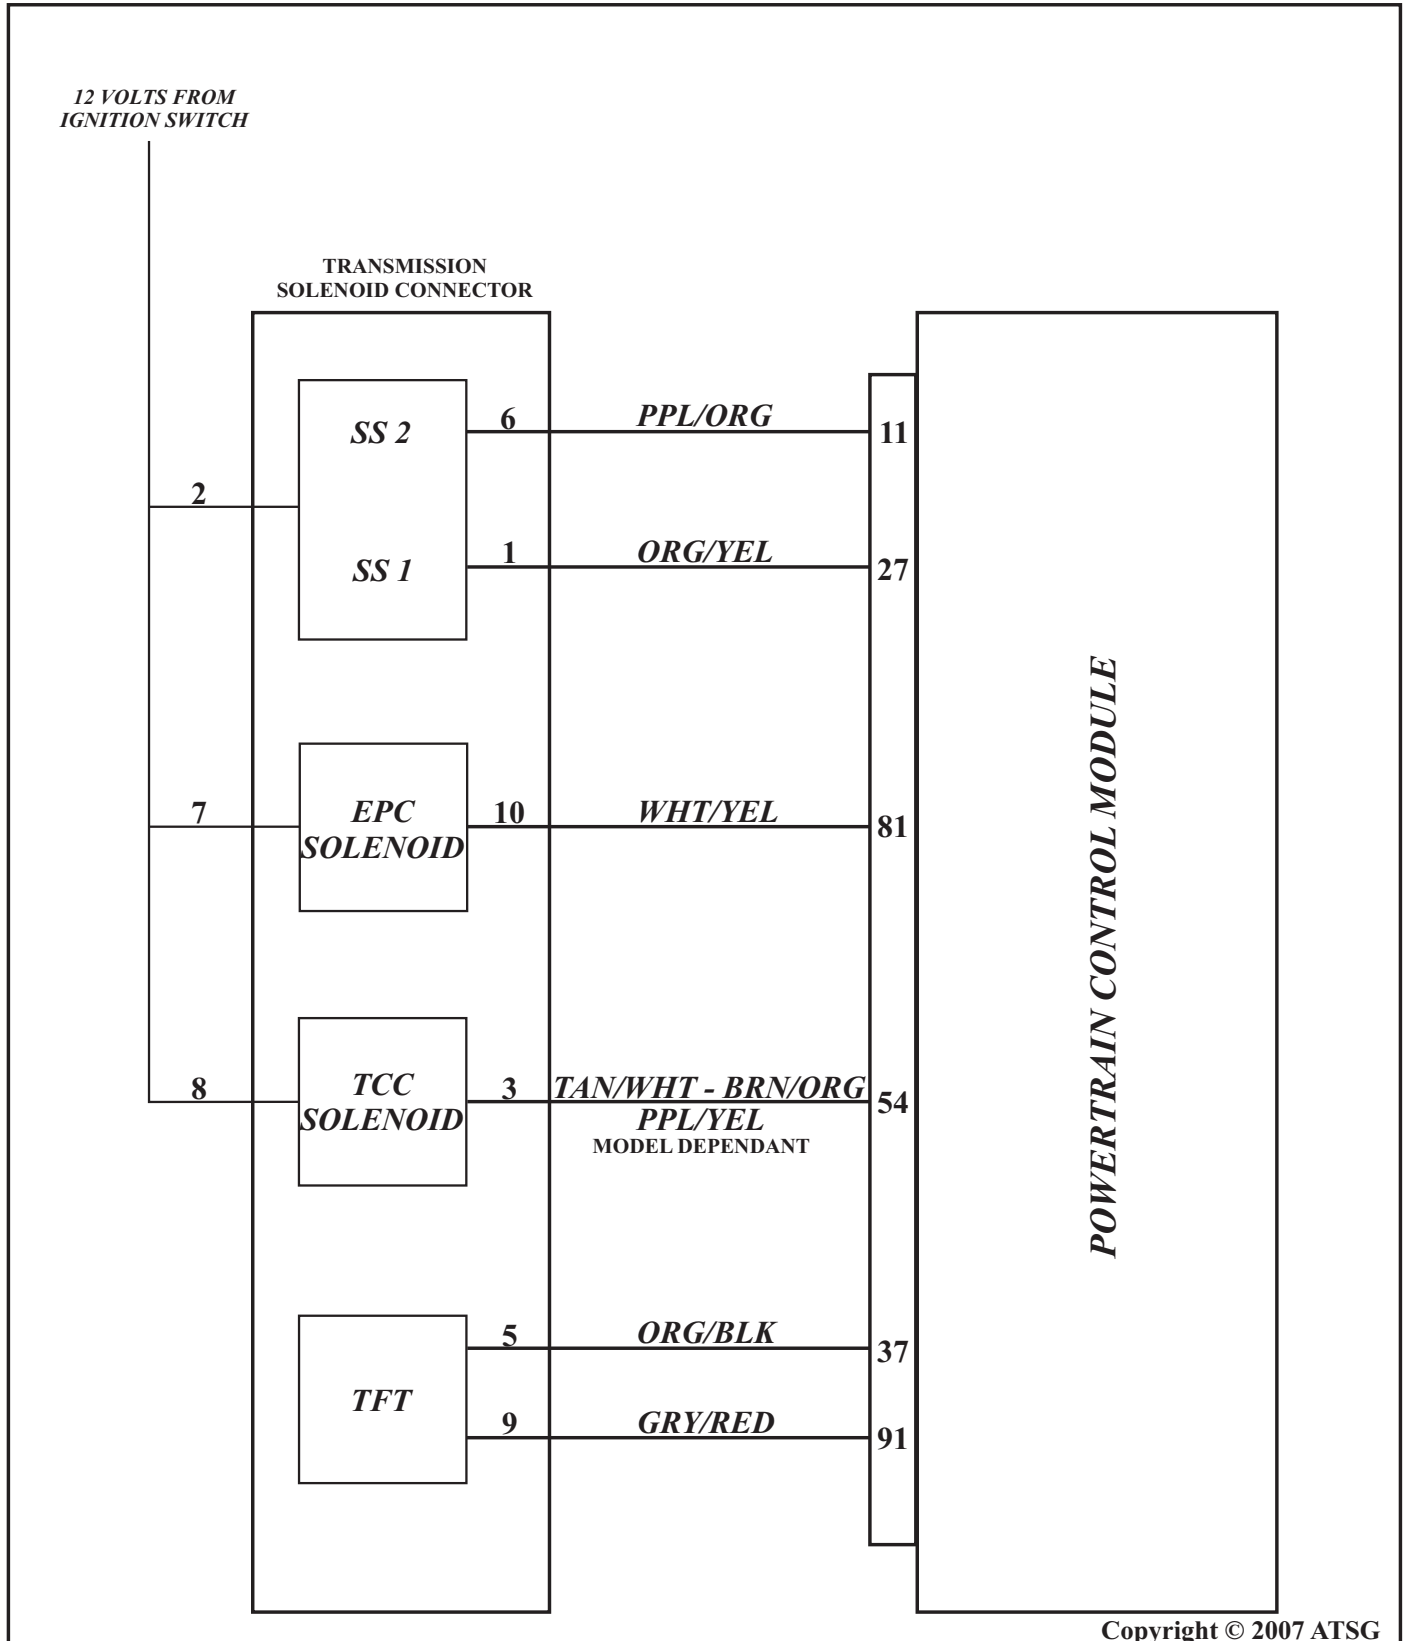 12 VOLTS FROM
IGNITION SWITCH
TRANSMISSION
SOLENOID CONNECTOR
SS 2
6
PPL/ORG
11
2
SS 1
1
ORG/YEL
27
7
EPC
SOLENOID
10
WHT/YEL
81
8
TCC
SOLENOID
3
TAN/WHT - BRN/ORG
PPL/YEL
MODEL DEPENDANT
54
TFT
5
ORG/BLK
37
9
GRY/RED
91
POWERTRAIN CONTROL MODULE
Copyright © 2007 ATSG